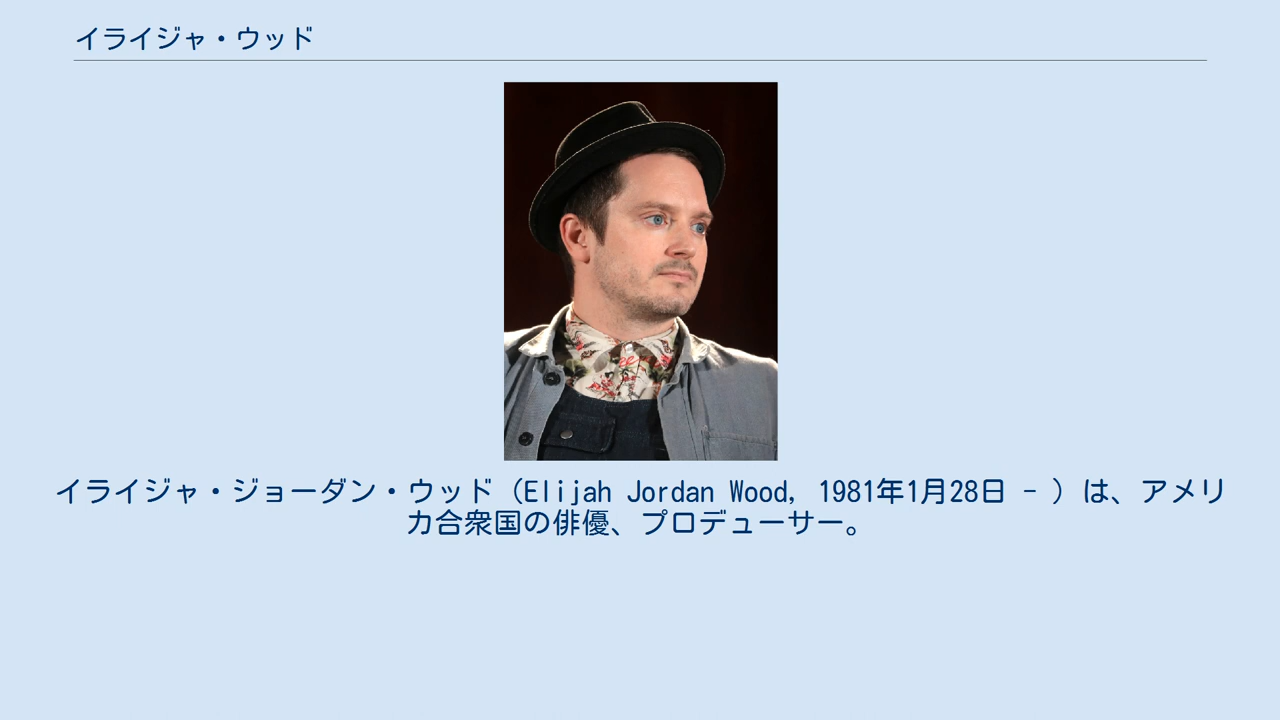 イライジャ・ウッド
イライジャ・ジョーダン・ウッド（Elijah Jordan Wood, 1981年1月28日 - ）は、アメリ
カ合衆国の俳優、プロデューサー。